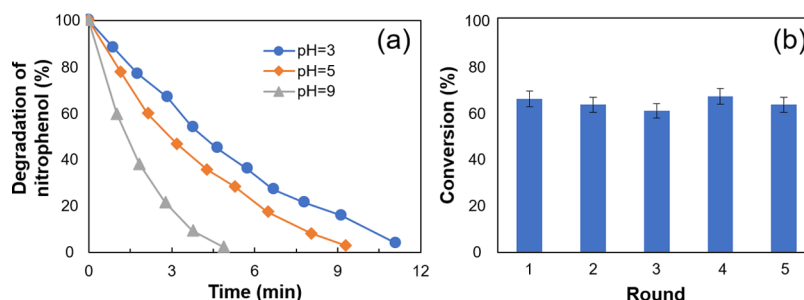 (a)
Degradation of
nitrophenol (%)
100
80
60
40
20
0
pH=3
pH=5
pH=9
0
3
6
9
12
Time (min)
(b)
Conversion (%)
100
80
60
40
20
0
1
2
3
4
5
Round